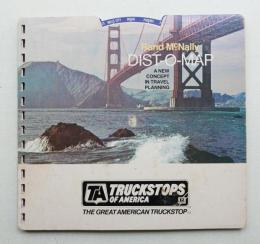 Rand McNally
DIST-O-MAP
A NEW
CONCEPT
IN TRAVEL
PLANNING
TA TRUCKSTOPS
OF AMERICA
THE GREAT AMERICAN TRUCKSTOP